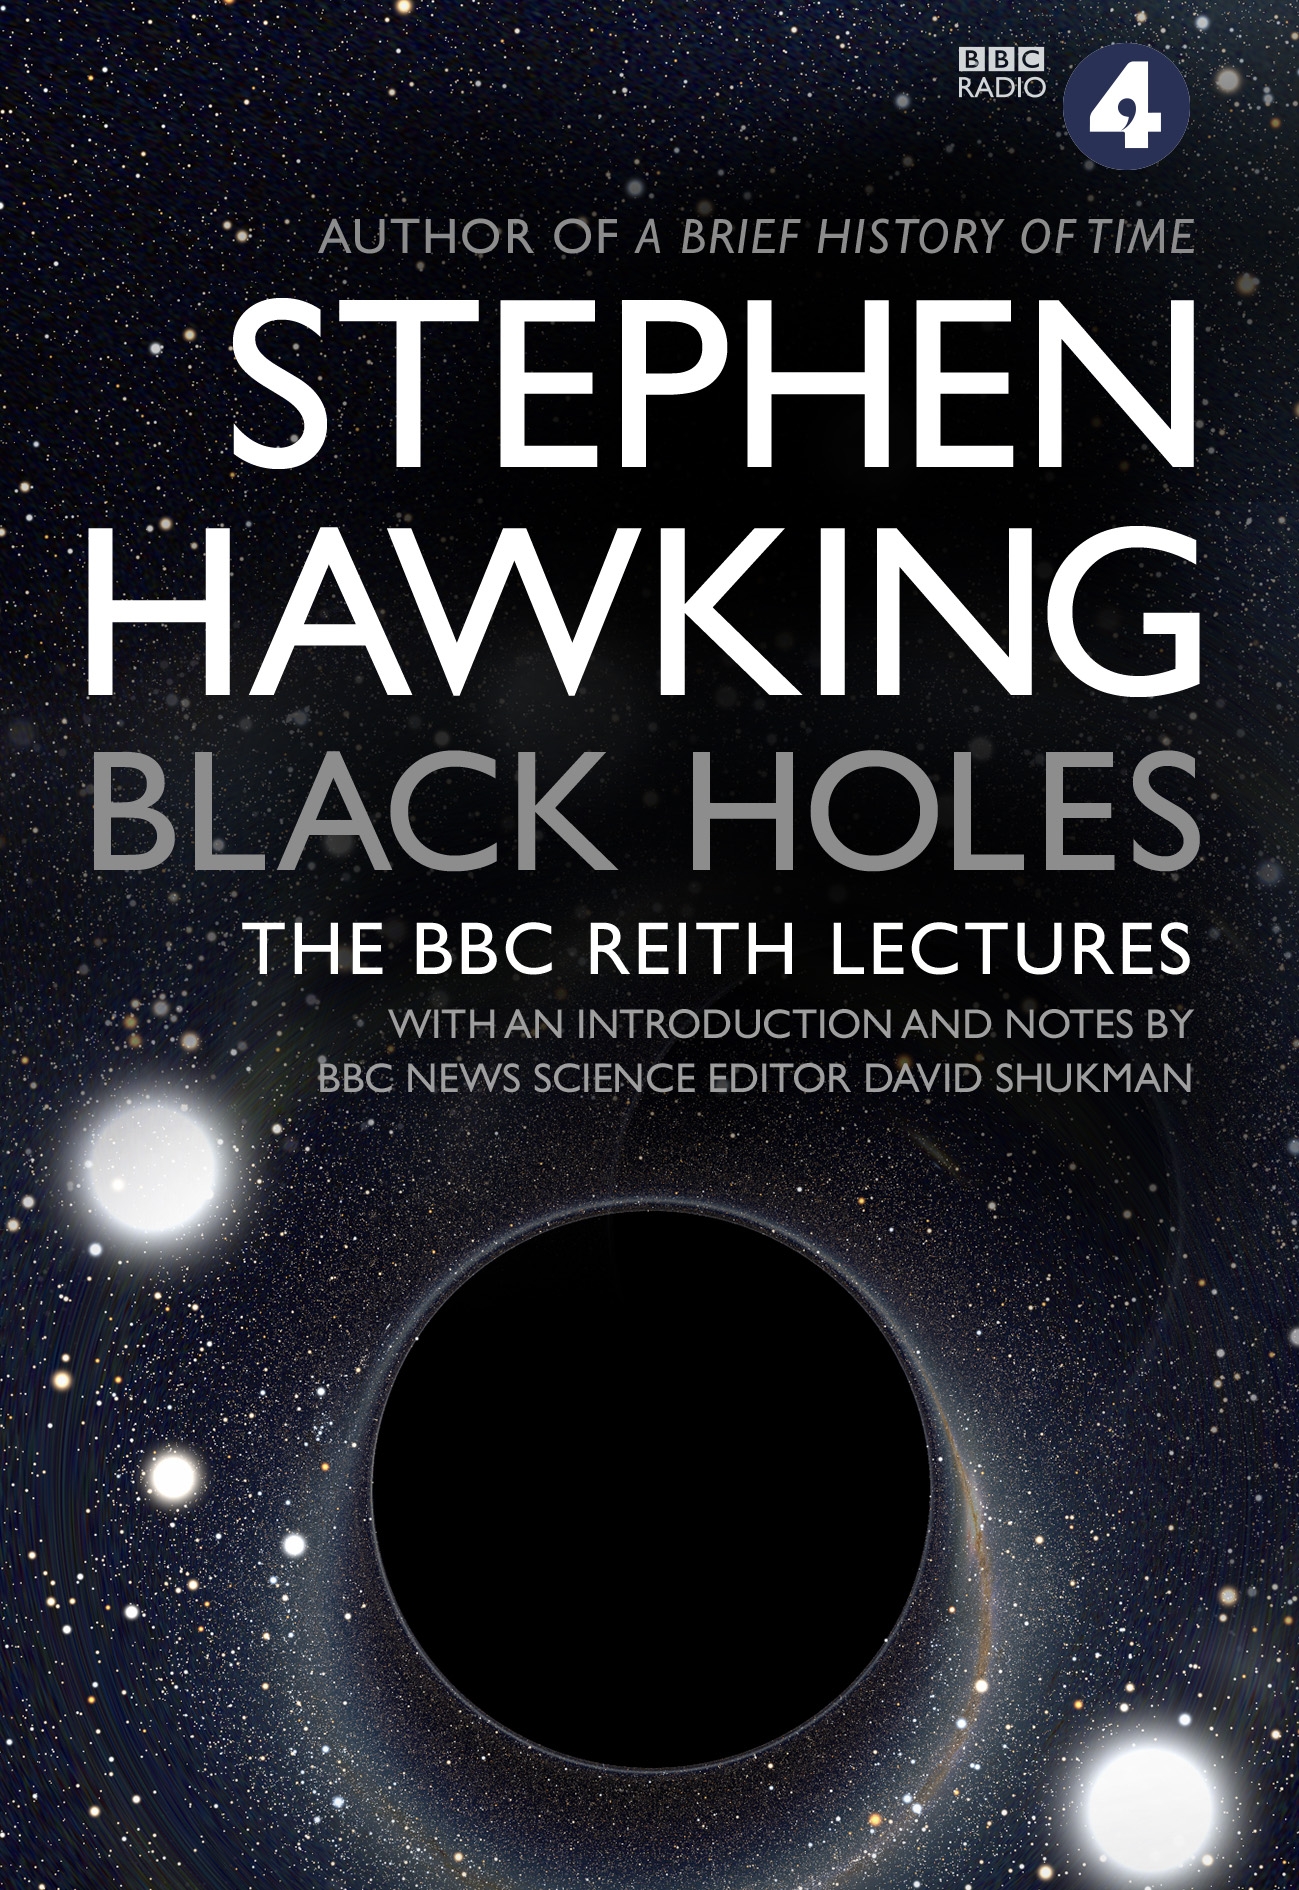 BBC
RADIO
4
AUTHOR OF A BRIEF HISTORY OF TIME
STEPHEN
HAWKING
BLACK HOLES
THE BBC REITH LECTURES
WITH AN INTRODUCTION AND NOTES BY
BBC NEWS SCIENCE EDITOR DAVID SHUKMAN